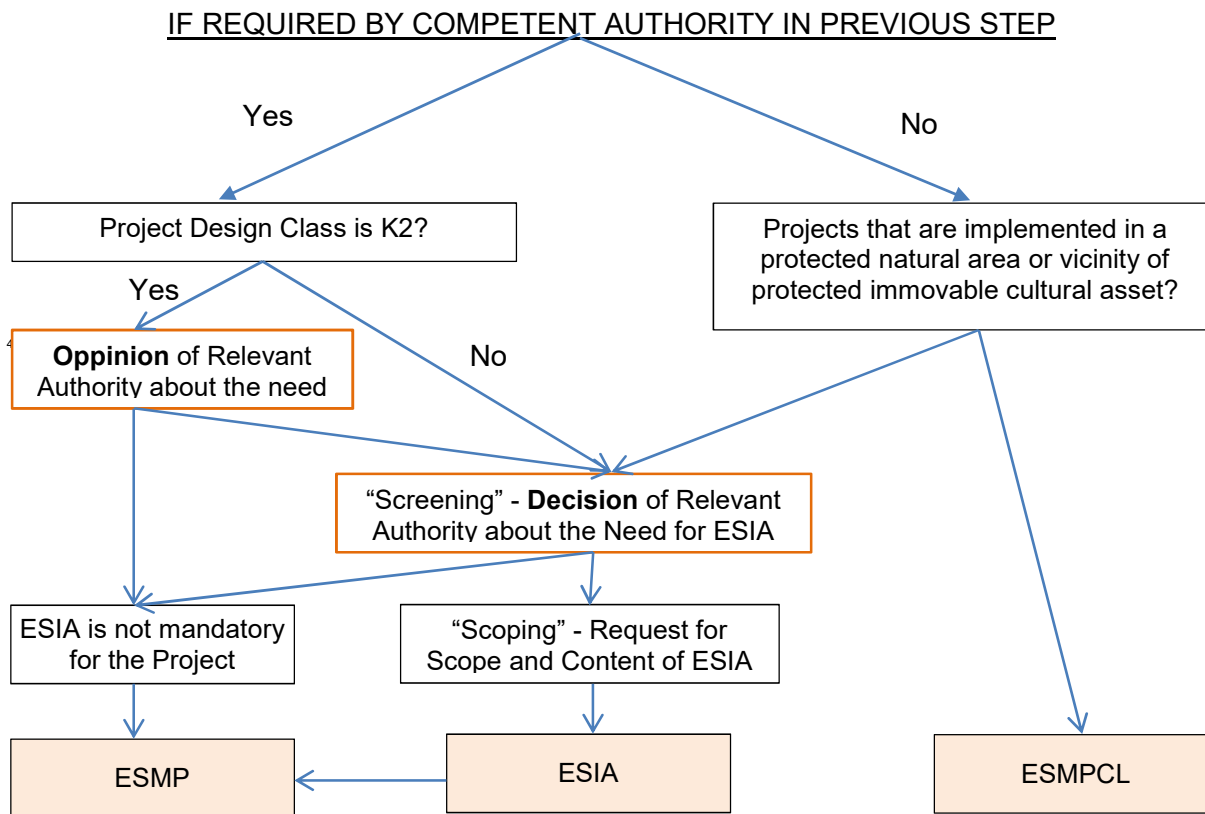 IF REQUIRED BY COMPETENT AUTHORITY IN PREVIOUS STEP
Yes
No
Project Design Class is K2?
Projects that are implemented in a
protected natural area or vicinity of
protected immovable cultural asset?
Yes
4
Oppinion of Relevant
Authority about the need
No
“Screening” - Decision of Relevant
Authority about the Need for ESIA
ESIA is not mandatory
for the Project
“Scoping” - Request for
Scope and Content of ESIA
ESMP
ESIA
ESMPCL